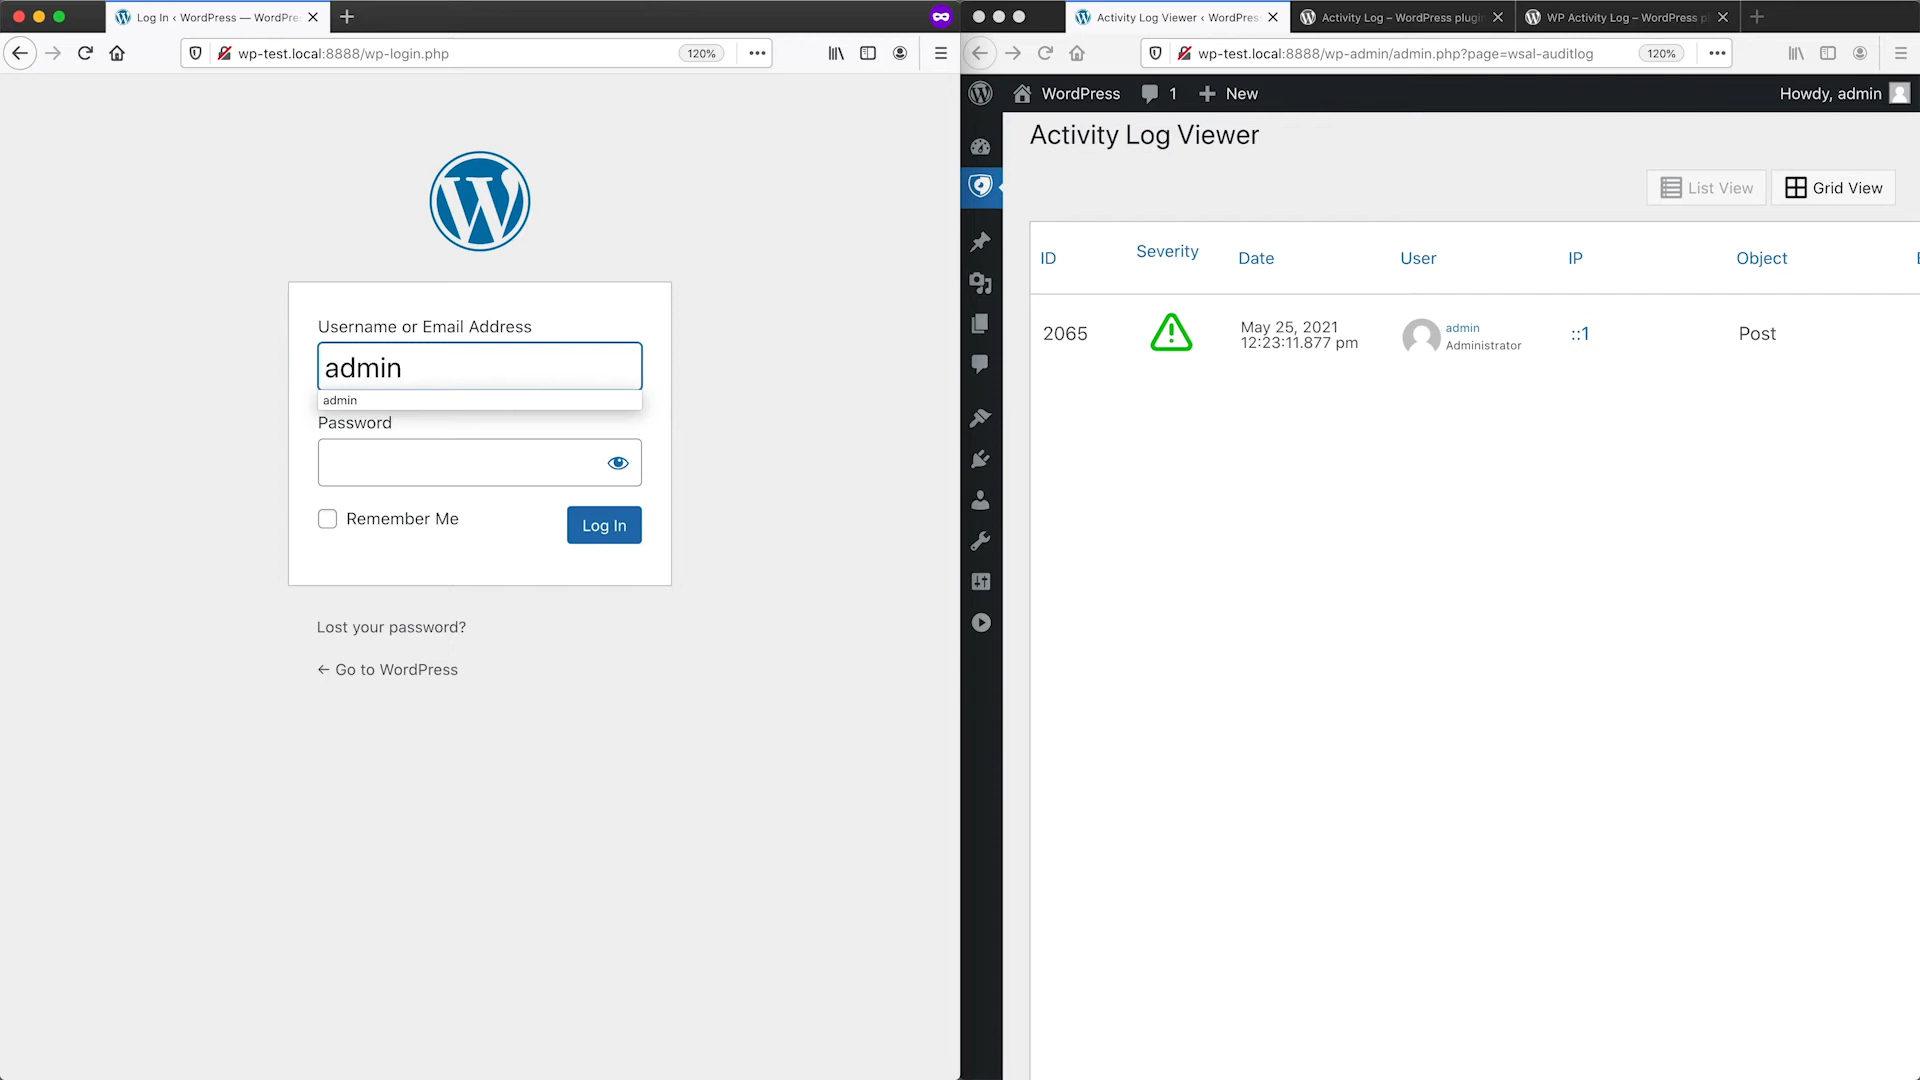 Log In ‹ WordPress — WordPre
wp-test.local:8888/wp-login.php
120%
Username or Email Address
admin
admin
Password
Remember Me
Log In
Lost your password?
← Go to WordPress
Activity Log Viewer ‹ WordPres
Activity Log – WordPress plugin
WP Activity Log – WordPress p
wp-test.local:8888/wp-admin/admin.php?page=wsal-auditlog
120%
WordPress
1
New
Howdy, admin
Activity Log Viewer
List View
Grid View
ID
Severity
Date
User
IP
Object
2065
May 25, 2021
12:23:11.877 pm
admin
Administrator
::1
Post